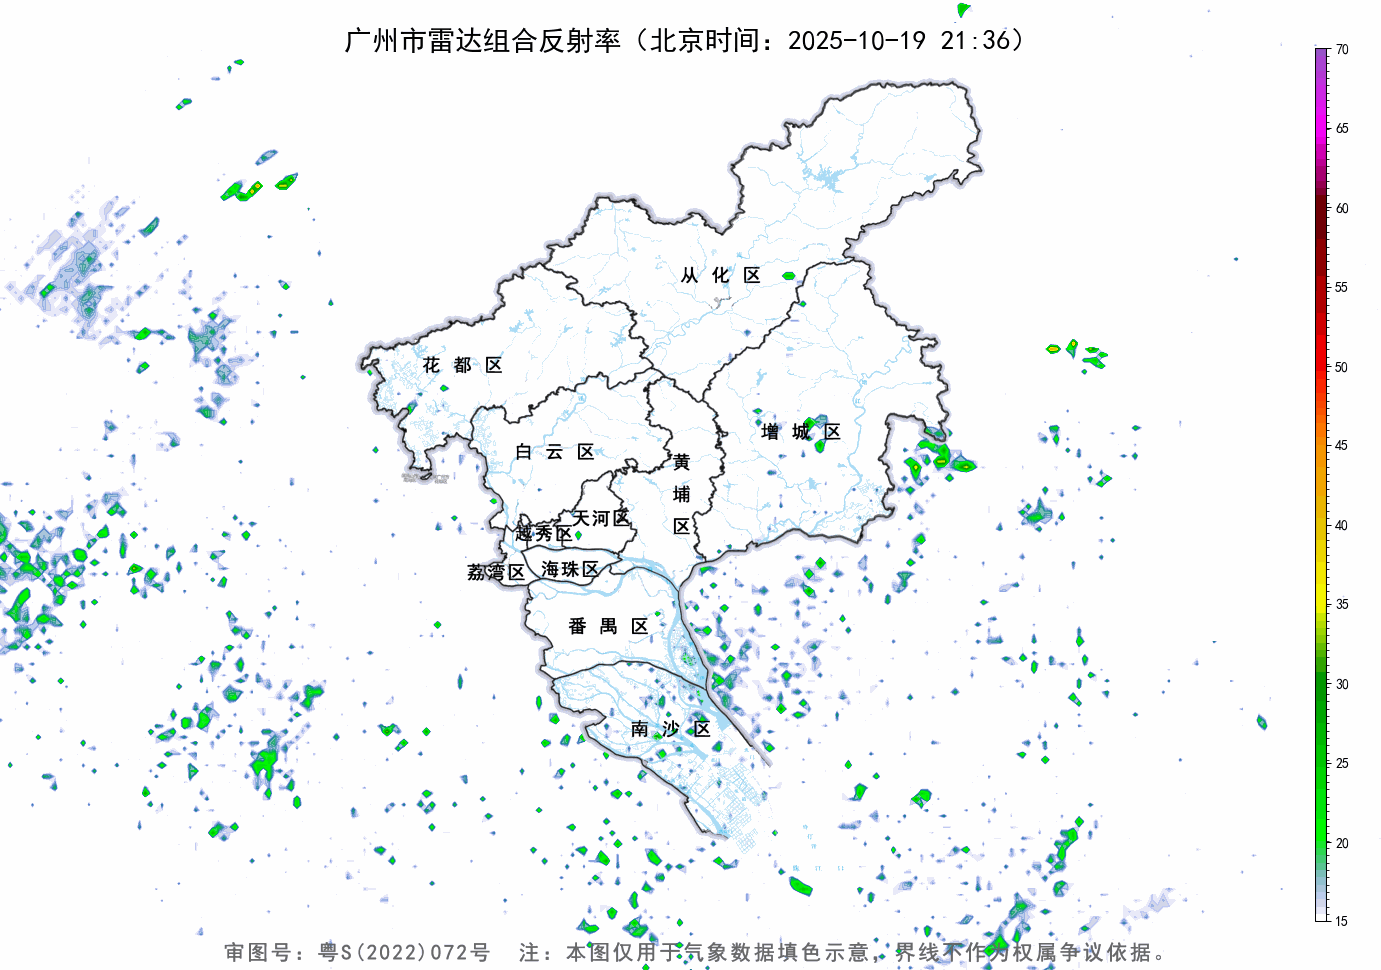 广州市雷达组合反射率（北京时间：2025-10-19 21:36）
70
65
60
55
50
45
40
35
30
25
20
15
从化区
花都区
增城区
白云区
黄埔区
天河区
越秀区
荔湾区
海珠区
番禺区
南沙区
审图号：粤S(2022)072号 注：本图仅用于气象数据填色示意，界线不作为权属争议依据。